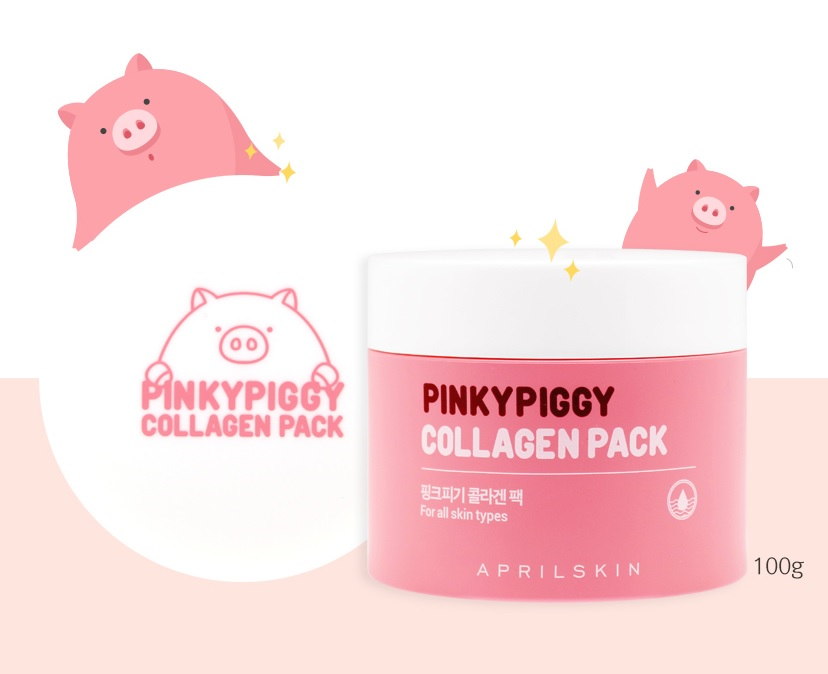 PINKYPIGGY
COLLAGEN PACK
PINKYPIGGY
COLLAGEN PACK
핑크피기 콜라겐 팩
For all skin types
APRILSKIN
100g